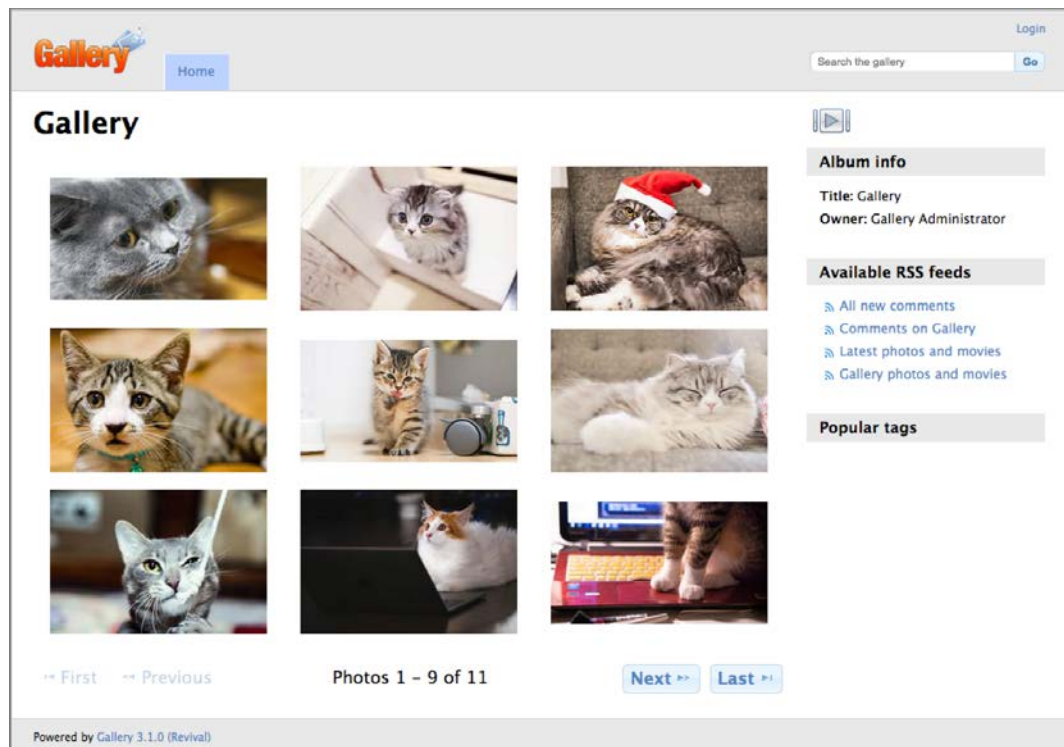 Login
Gallery
Home
Search the gallery
Go
Gallery
Album info
Title: Gallery
Owner: Gallery Administrator
Available RSS feeds
All new comments
Comments on Gallery
Latest photos and movies
Gallery photos and movies
Popular tags
First
Previous
Photos 1 – 9 of 11
Next
Last
Powered by Gallery 3.1.0 (Revival)